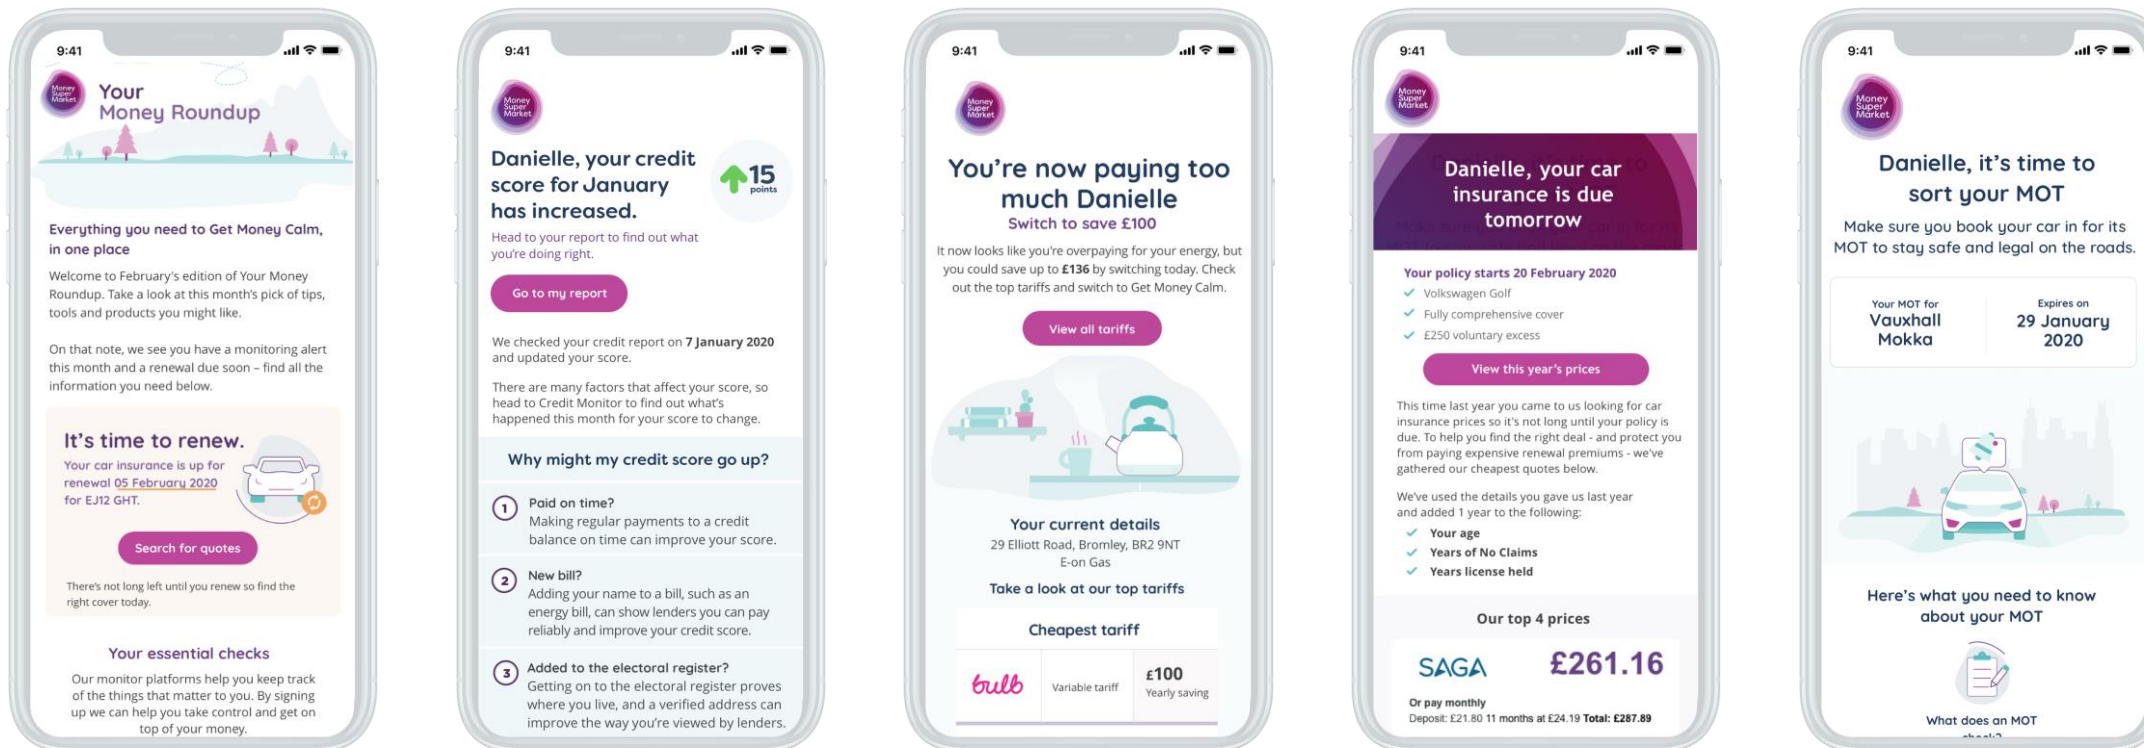 9:41
Money
Super
Market
Your
Money Roundup
Everything you need to Get Money Calm,
in one place
Welcome to February's edition of Your Money
Roundup. Take a look at this month's pick of tips,
tools and products you might like.
On that note, we see you have a monitoring alert
this month and a renewal due soon – find all the
information you need below.
It's time to renew.
Your car insurance is up for
renewal 05 February 2020
for EJ12 GHT.
Search for quotes
There's not long left until you renew so find the
right cover today.
Your essential checks
Our monitor platforms help you keep track
of the things that matter to you. By signing
up we can help you take control and get on
top of your money.
9:41
Money
Super
Market
Danielle, your credit
score for January
has increased.
15
points
Head to your report to find out what
you're doing right.
Go to my report
We checked your credit report on 7 January 2020
and updated your score.
There are many factors that affect your score, so
head to Credit Monitor to find out what's
happened this month for your score to change.
Why might my credit score go up?
1
Paid on time?
Making regular payments to a credit
balance on time can improve your score.
2
New bill?
Adding your name to a bill, such as an
energy bill, can show lenders you can pay
reliably and improve your credit score.
3
Added to the electoral register?
Getting on to the electoral register proves
where you live, and a verified address can
improve the way you're viewed by lenders.
9:41
Money
Super
Market
You're now paying too
much Danielle
Switch to save £100
It now looks like you're overpaying for your energy, but
you could save up to £136 by switching today. Check
out the top tariffs and switch to Get Money Calm.
View all tariffs
Your current details
29 Elliott Road, Bromley, BR2 9NT
E-on Gas
Take a look at our top tariffs
Cheapest tariff
bulb
Variable tariff
£100
Yearly saving
9:41
Money
Super
Market
Danielle, your car
insurance is due
tomorrow
Your policy starts 20 February 2020
Volkswagen Golf
Fully comprehensive cover
£250 voluntary excess
View this year's prices
This time last year you came to us looking for car
insurance prices so it's not long until your policy is
due. To help you find the right deal - and protect you
from paying expensive renewal premiums - we've
gathered our cheapest quotes below.
We've used the details you gave us last year
and added 1 year to the following:
Your age
Years of No Claims
Years license held
Our top 4 prices
SAGA
£261.16
Or pay monthly
Deposit: £21.80 11 months at £24.19 Total: £287.89
9:41
Money
Super
Market
Danielle, it's time to
sort your MOT
Make sure you book your car in for its
MOT to stay safe and legal on the roads.
Your MOT for
Vauxhall
Mokka
Expires on
29 January
2020
Here's what you need to know
about your MOT
What does an MOT